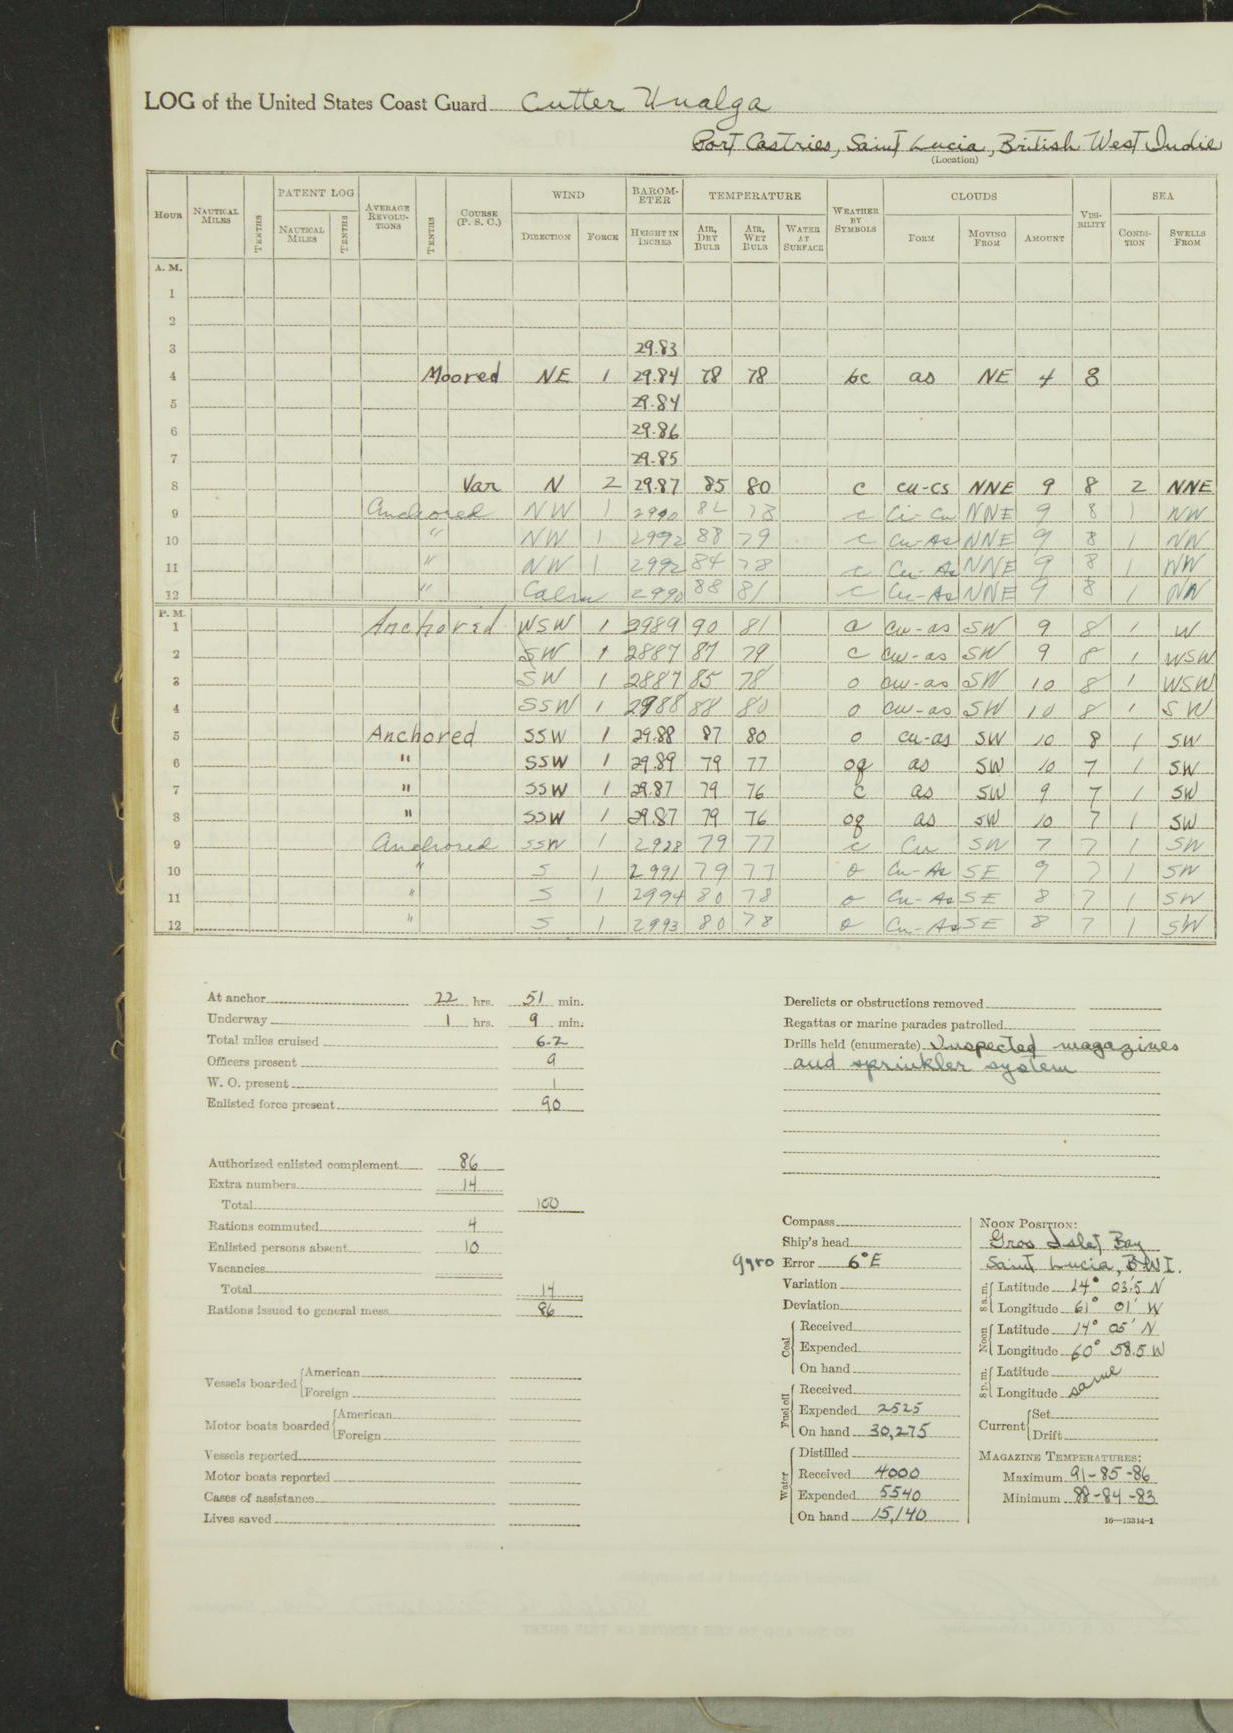 LOG of the United States Coast Guard Cutter Unalga
Port Castries, Saint Lucia, British West Indie
(Location)
HOUR NAUTICAL MILES TENTHS PATENT LOG NAUTICAL MILES TENTHS AVERAGE REVOLUTIONS TENTHS COURSE (P. S. C.) WIND DIRECTION FORCE BAROMETER HEIGHT IN INCHES TEMPERATURE AIR, DRY BULB AIR, WET BULB WATER AT SURFACE WEATHER BY SYMBOLS CLOUDS FORM MOVING FROM AMOUNT VISIBILITY SEA CONDITION SWELLS FROM
A. M.
1
2
3 29.83
4 Moored NE 1 29.84 78 78 bc as NE 4 8
5 29.84
6 29.86
7 29.85
8 Var N 2 29.87 85 80 c cu-cs NNE 9 8 2 NNE
9 Anchored NW 1 2990 82 78 c Ci-Cu NNE 9 8 1 NW
10 " NW 1 2992 88 79 c Cu-As NNE 9 8 1 NW
11 " NW 1 2992 84 78 c Cu-As NNE 9 8 1 NW
12 " Calm 2990 88 81 c Cu-As NNE 9 8 1 NW
P. M.
1 Anchored WSW 1 2989 90 81 c cu-as SW 9 8 1 W
2 SW 1 2887 87 79 c cu-as SW 9 8 1 WSW
3 SW 1 2887 85 78 o cu-as SW 10 8 1 WSW
4 SSW 1 2988 88 80 o cu-as SW 10 8 1 SW
5 Anchored SSW 1 29.88 87 80 o cu-as SW 10 8 1 SW
6 " SSW 1 29.89 79 77 oq as SW 10 7 1 SW
7 " SSW 1 29.87 79 76 c as SW 9 7 1 SW
8 " SSW 1 29.87 79 76 oq as SW 10 7 1 SW
9 Anchored SSW 1 2928 79 77 c Cu SW 7 7 1 SW
10 " S 1 2991 79 77 o Cu-As SE 9 7 1 SW
11 " S 1 2994 80 78 o Cu-As SE 8 7 1 SW
12 " S 1 2993 80 78 o Cu-As SE 8 7 1 SW
At anchor 22 hrs. 51 min.
Underway 1 hrs. 9 min.
Total miles cruised 6.2
Officers present 9
W. O. present 1
Enlisted force present 90
Authorized enlisted complement 86
Extra numbers 14
Total 100
Rations commuted 4
Enlisted persons absent 10
Vacancies
Total 14
Rations issued to general mess 86
Vessels boarded American
Foreign
Motor boats boarded American
Foreign
Vessels reported
Motor boats reported
Cases of assistance
Lives saved
Derelicts or obstructions removed
Regattas or marine parades patrolled
Drills held (enumerate) Inspected magazines
and sprinkler system
Compass
Ship's head
Gyro Error 6° E
Variation
Deviation
Coal Received
Expended
On hand
Fuel oil Received
Expended 2525
On hand 30,275
Water Distilled
Received 4000
Expended 5540
On hand 15,140
NOON POSITION:
Gros Islet Bay
Saint Lucia, BWI.
8 a.m. Latitude 14° 03.5 N
Longitude 61° 01' W
Noon Latitude 14° 05' N
Longitude 60° 58.5 W
8 p.m. Latitude
Longitude same
Current Set
Drift
MAGAZINE TEMPERATURES:
Maximum 91-85-86
Minimum 88-84-83
16—13314-1